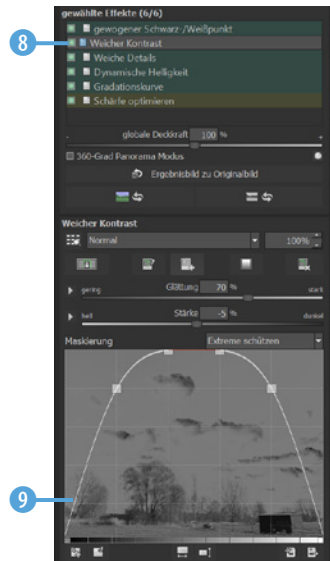 gewählte Effekte (6/6)
gewogener Schwarz-/Weißpunkt
8
Weicher Kontrast
Weiche Details
Dynamische Helligkeit
Gradationskurve
Schärfe optimieren
- globale Deckkraft 100 % +
360-Grad Panorama Modus
Ergebnisbild zu Originalbild
Weicher Kontrast
Normal 100%
gering Glättung 70 % stark
hell Stärke -5 % dunkel
Maskierung Extreme schützen
9